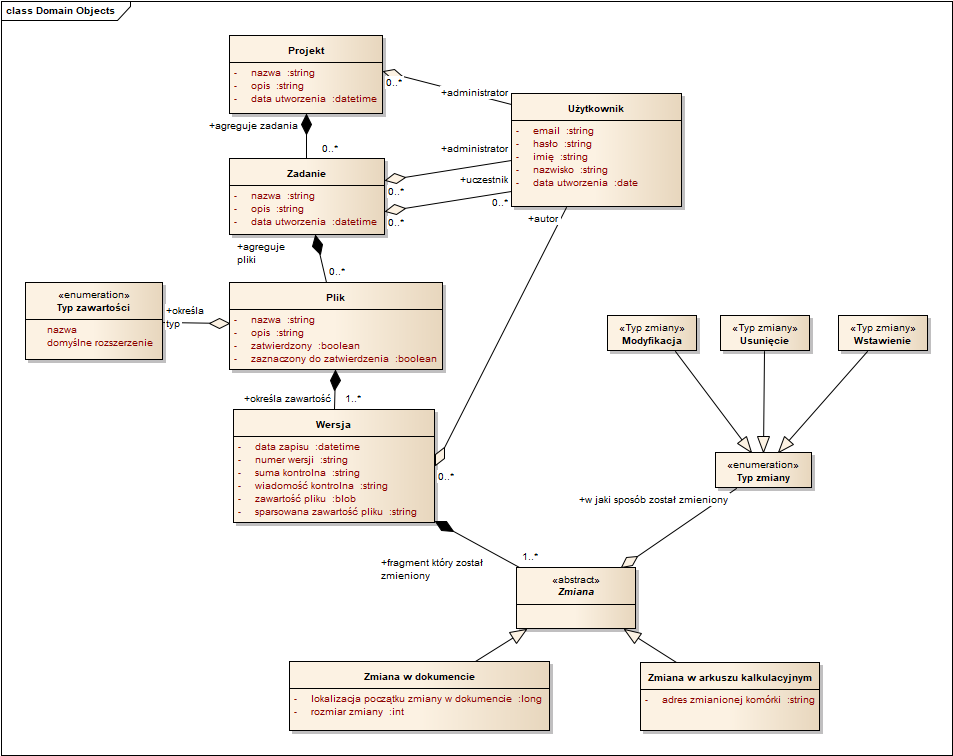 class Domain Objects
Projekt
- nazwa :string
- opis :string
- data utworzenia :datetime
0..*
+administrator
Użytkownik
- email :string
- hasło :string
- imię :string
- nazwisko :string
- data utworzenia :date
+agreguje zadania
0..*
+administrator
0..*
+uczestnik
0..*
0..*
Zadanie
- nazwa :string
- opis :string
- data utworzenia :datetime
+autor
+agreguje
pliki
0..*
«enumeration»
Typ zawartości
nazwa
domyślne rozszerzenie
+określa
typ
Plik
- nazwa :string
- opis :string
- zatwierdzony :boolean
- zaznaczony do zatwierdzenia :boolean
«Typ zmiany»
Modyfikacja
«Typ zmiany»
Usunięcie
«Typ zmiany»
Wstawienie
+określa zawartość
1..*
Wersja
- data zapisu :datetime
- numer wersji :string
- suma kontrolna :string
- wiadomość kontrolna :string
- zawartość pliku :blob
- sparsowana zawartość pliku :string
0..*
«enumeration»
Typ zmiany
+w jaki sposób został zmieniony
+fragment który został
zmieniony
1..*
«abstract»
Zmiana
Zmiana w dokumencie
- lokalizacja początku zmiany w dokumencie :long
- rozmiar zmiany :int
Zmiana w arkuszu kalkulacyjnym
- adres zmianionej komórki :string